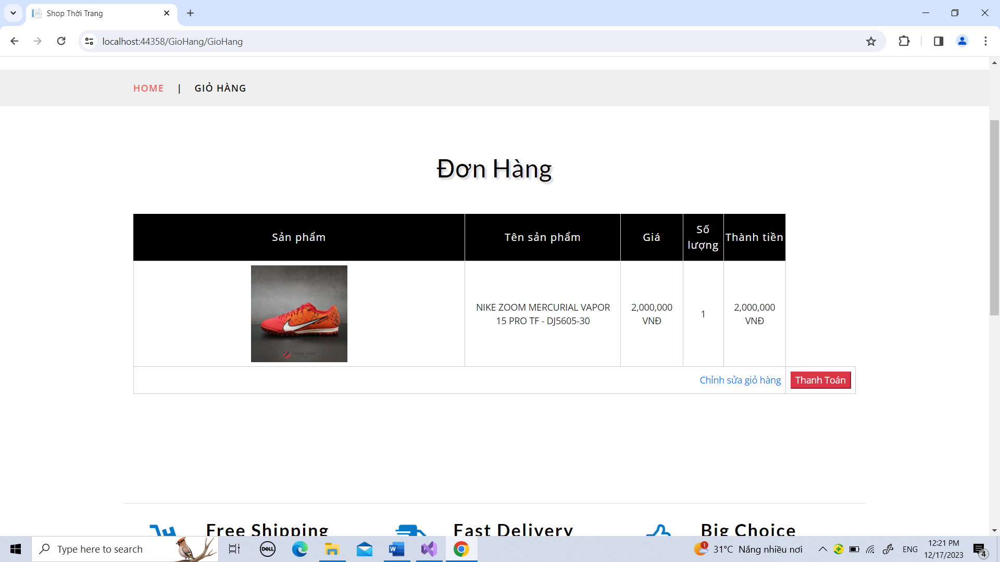 Shop Thời Trang
localhost:44358/GioHang/GioHang
HOME | GIỎ HÀNG
Đơn Hàng
Sản phẩm
Tên sản phẩm
Giá
Số
lượng
Thành tiền
NIKE ZOOM MERCURIAL VAPOR
15 PRO TF - DJ5605-30
2,000,000
VNĐ
1
2,000,000
VNĐ
Chỉnh sửa giỏ hàng
Thanh Toán
Free Shipping
Fast Delivery
Big Choice
Type here to search
DELL
W
1
31°C Nắng nhiều nơi
ENG
12:21 PM
12/17/2023
4